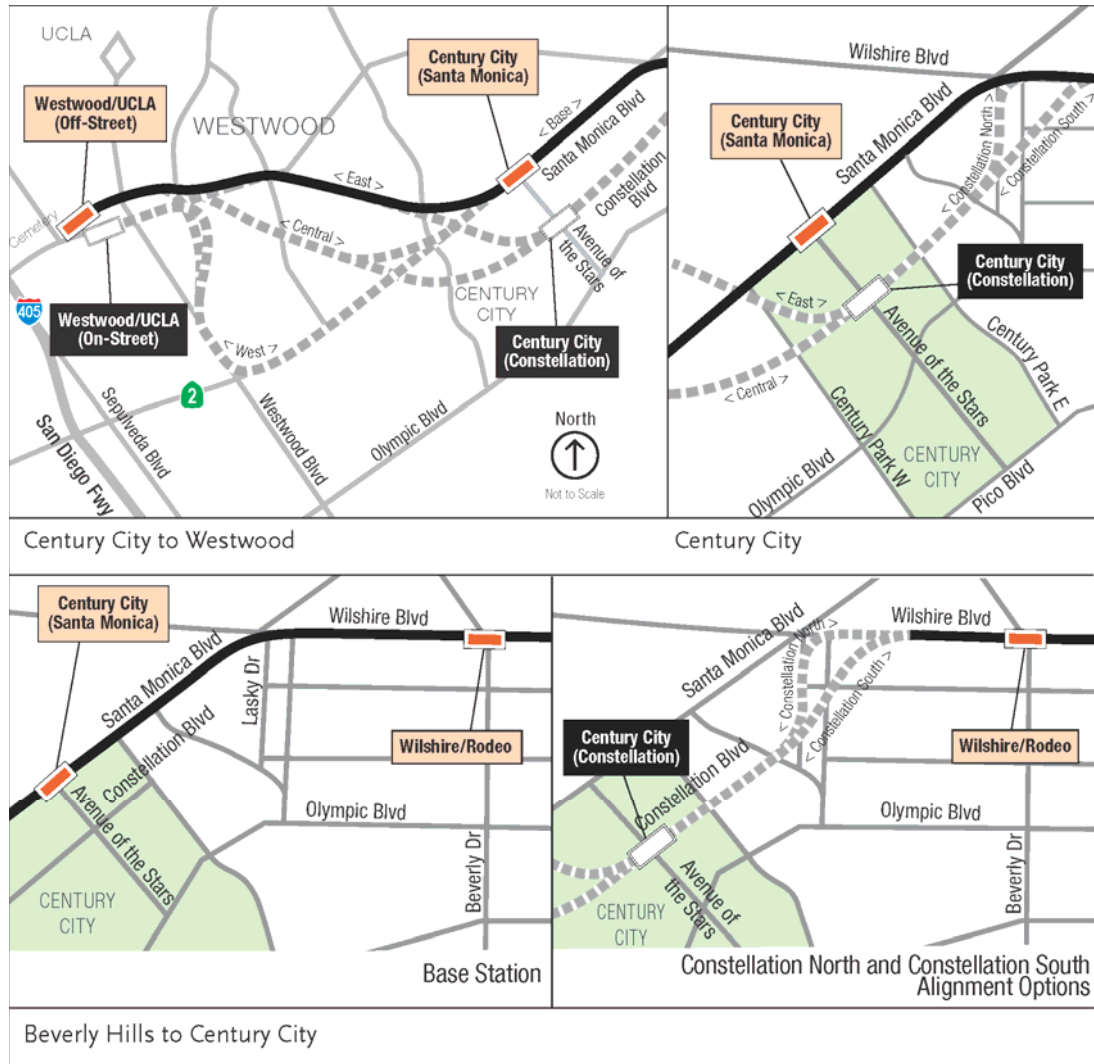 UCLA
Westwood/UCLA
(Off-Street)
WESTWOOD
Century City
(Santa Monica)
< Base >
Santa Monica Blvd
Constellation
Blvd
< East >
Cemetery
< Central >
Avenue of
the Stars
CENTURY
CITY
405
Westwood/UCLA
(On-Street)
Century City
(Constellation)
< West >
2
San Diego Fwy
Sepulveda Blvd
Westwood Blvd
Olympic Blvd
North
Not to Scale
Century City to Westwood
Wilshire Blvd
Century City
(Santa Monica)
Santa Monica Blvd
< Constellation North >
< Constellation South >
Century City
(Constellation)
< East >
< Central >
Avenue of the Stars
Century Park E
Century Park W
Olympic Blvd
CENTURY
CITY
Pico Blvd
Century City
Century City
(Santa Monica)
Wilshire Blvd
Santa Monica Blvd
Lasky Dr
Constellation Blvd
Wilshire/Rodeo
Avenue of the Stars
Olympic Blvd
Beverly Dr
CENTURY
CITY
Base Station
Wilshire Blvd
Santa Monica Blvd
< Constellation North >
< Constellation South >
Century City
(Constellation)
Constellation Blvd
Wilshire/Rodeo
Olympic Blvd
Avenue of
the Stars
Beverly Dr
CENTURY
CITY
Constellation North and Constellation South
Alignment Options
Beverly Hills to Century City